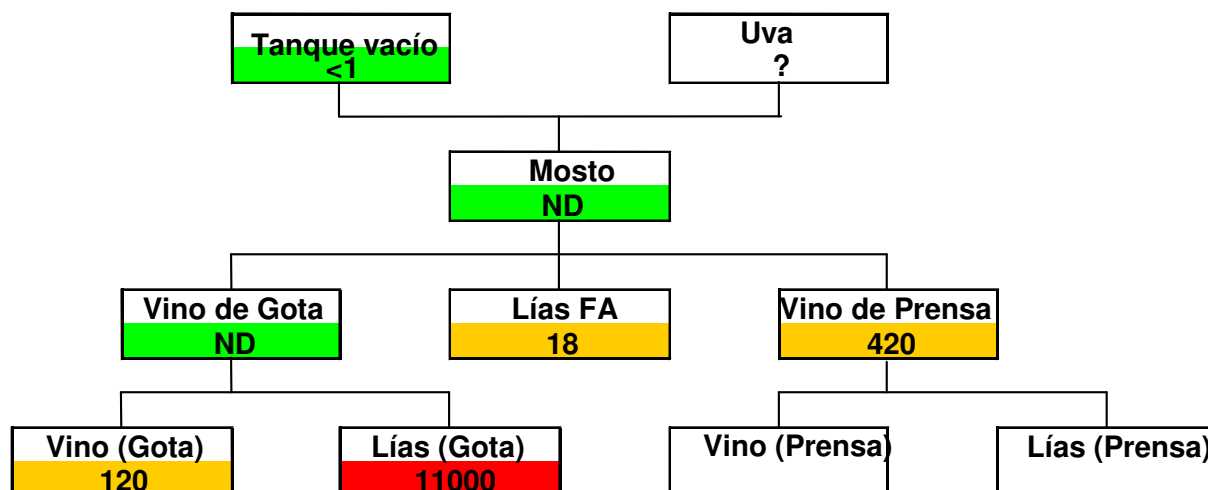 Tanque vacío
<1
Uva
?
Mosto
ND
Vino de Gota
ND
Lías FA
18
Vino de Prensa
420
Vino (Gota)
120
Lías (Gota)
11000
Vino (Prensa)
Lías (Prensa)